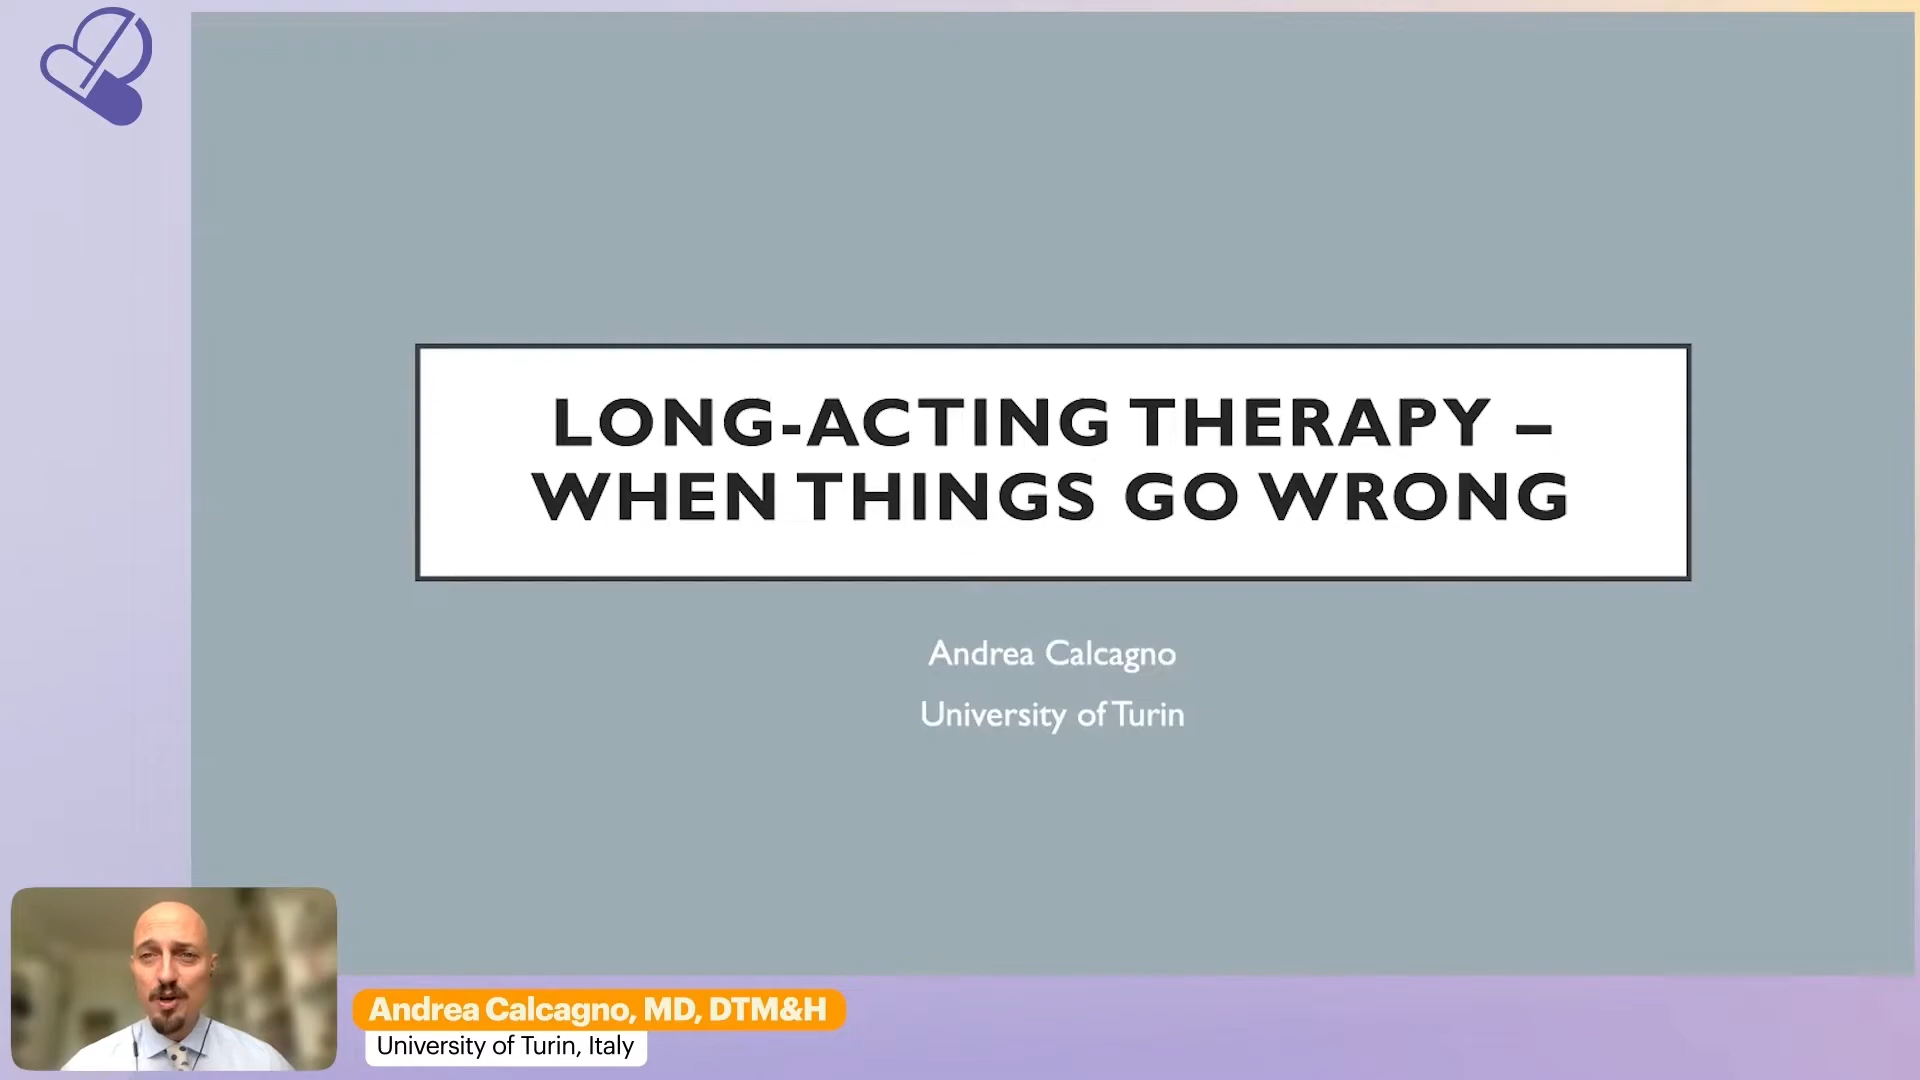 LONG-ACTING THERAPY –
WHEN THINGS GO WRONG
Andrea Calcagno
University of Turin
Andrea Calcagno, MD, DTM&H
University of Turin, Italy